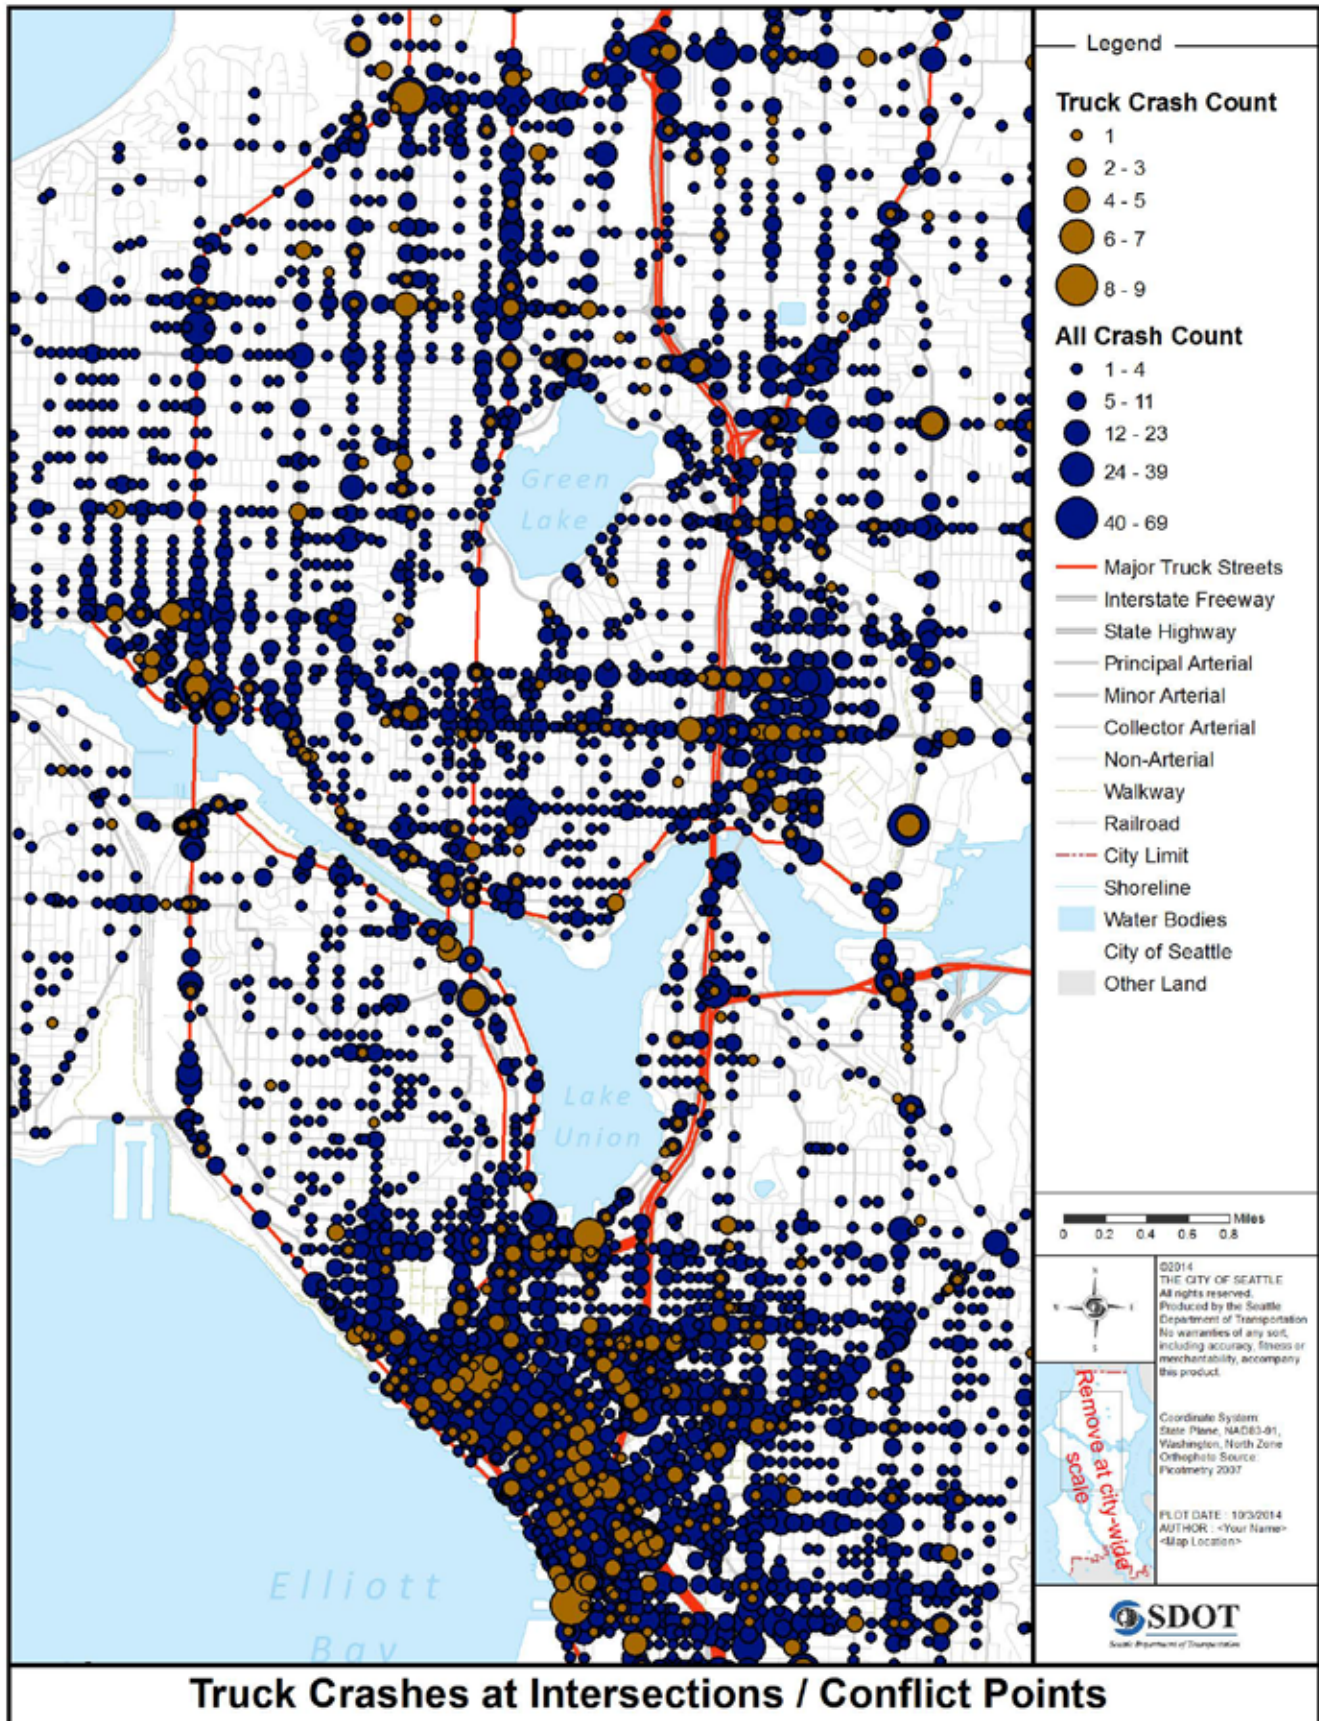 Green
Lake
Lake
Union
Elliott
Bay
Legend
Truck Crash Count
1
2 - 3
4 - 5
6 - 7
8 - 9
All Crash Count
1 - 4
5 - 11
12 - 23
24 - 39
40 - 69
Major Truck Streets
Interstate Freeway
State Highway
Principal Arterial
Minor Arterial
Collector Arterial
Non-Arterial
Walkway
Railroad
City Limit
Shoreline
Water Bodies
City of Seattle
Other Land
Miles
0 0.2 0.4 0.6 0.8
N
W E
S
©2014
THE CITY OF SEATTLE
All rights reserved.
Produced by the Seattle
Department of Transportation
No warranties of any sort,
including accuracy, fitness or
merchantability, accompany
this product.
Coordinate System:
State Plane, NAD83-91,
Washington, North Zone
Orthophoto Source:
Pictometry 2007
PLOT DATE : 10/3/2014
AUTHOR : <Your Name>
<Map Location>
Remove at city-wide
scale
SDOT
Seattle Department of Transportation
Truck Crashes at Intersections / Conflict Points